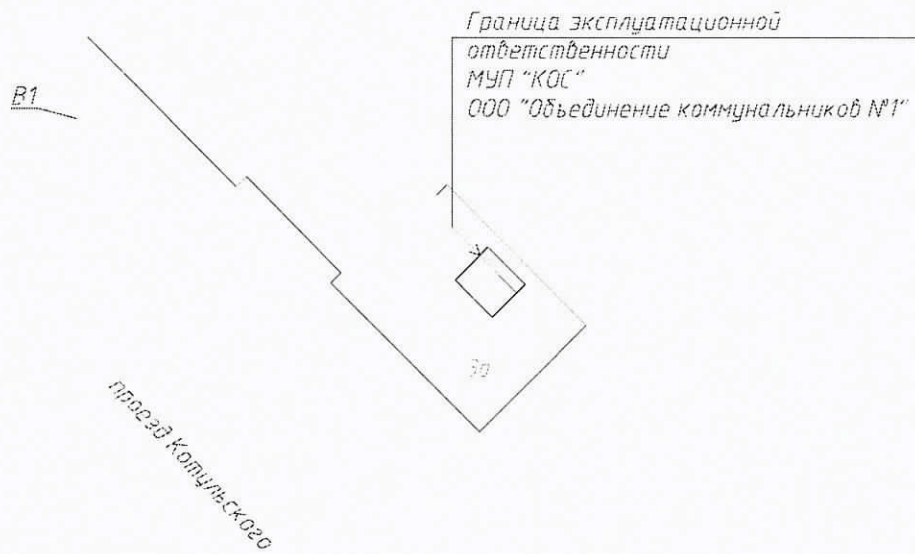 Граница эксплуатационной
ответственности
МУП "КОС"
ООО "Объединение коммунальников №1"
В1
30
проезд Котульского